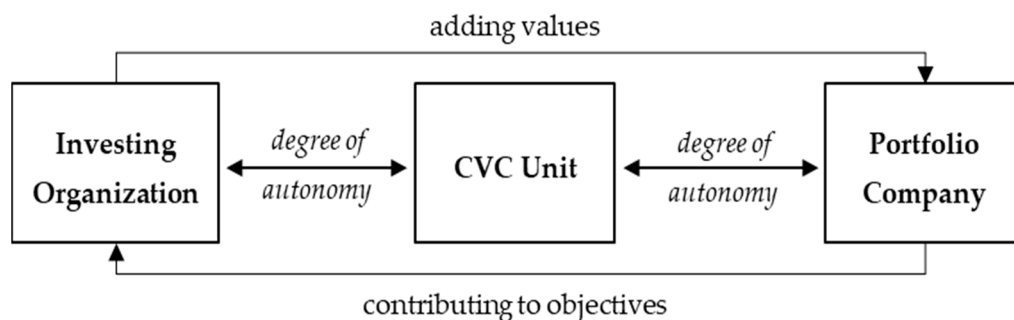 adding values
Investing
Organization
degree of
autonomy
CVC Unit
degree of
autonomy
Portfolio
Company
contributing to objectives